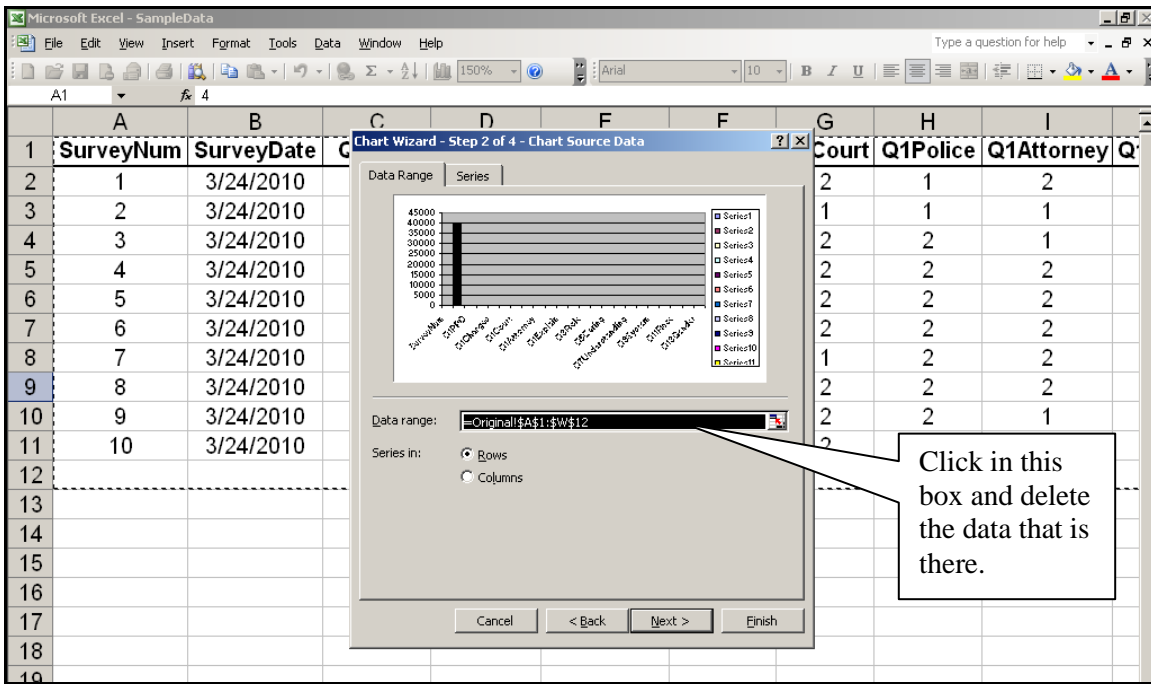 Microsoft Excel - SampleData
File Edit View Insert Format Tools Data Window Help Type a question for help
150% Arial 10 B I U
A1 fx 4
A B C D E F G H I
1 SurveyNum SurveyDate Court Q1Police Q1Attorney
2 1 3/24/2010 2 1 2
3 2 3/24/2010 1 1 1
4 3 3/24/2010 2 2 1
5 4 3/24/2010 2 2 2
6 5 3/24/2010 2 2 2
7 6 3/24/2010 2 2 2
8 7 3/24/2010 1 2 2
9 8 3/24/2010 2 2 2
10 9 3/24/2010 2 2 1
11 10 3/24/2010
12
13
14
15
16
17
18
19
Chart Wizard - Step 2 of 4 - Chart Source Data
Data Range Series
45000
40000
35000
30000
25000
20000
15000
10000
5000
0
SurveyNum Q1Court Q1Attorney Q1Explain
Series1
Series2
Series3
Series4
Series5
Series6
Series7
Series8
Series9
Series10
Series11
Data range: =Original!$A$1:$W$12
Series in: Rows
Columns
Cancel < Back Next > Finish
Click in this
box and delete
the data that is
there.